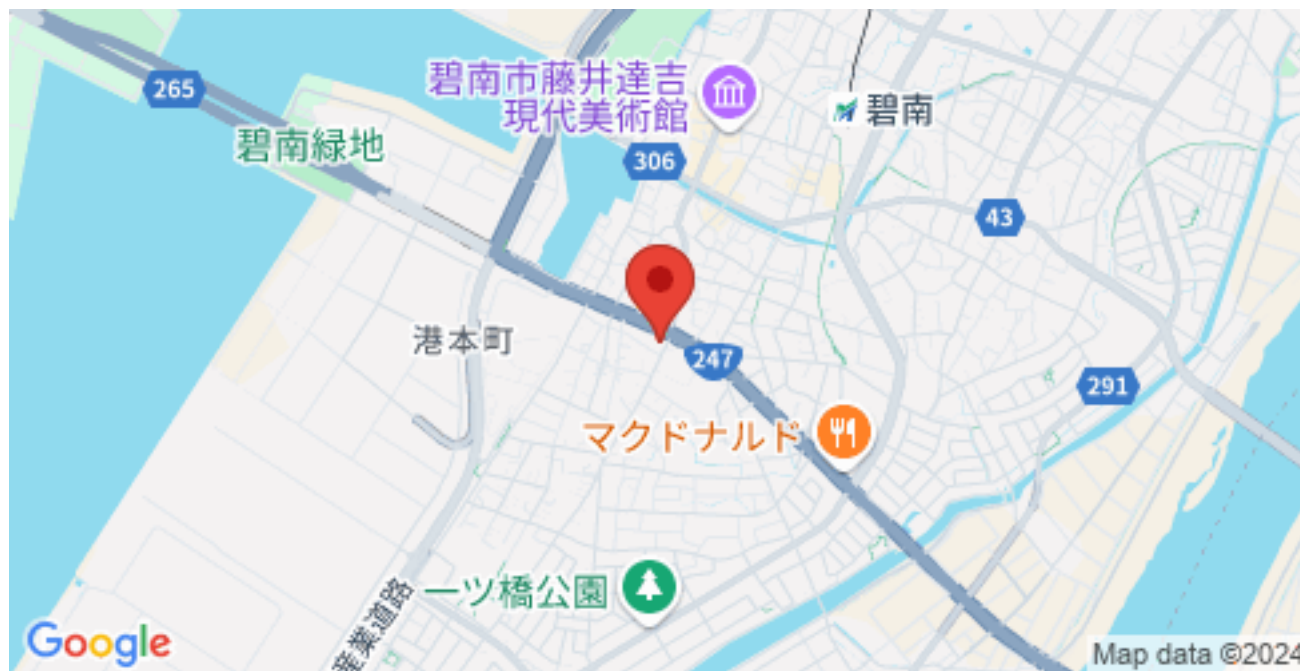 265
碧南緑地
碧南市藤井達吉
現代美術館
306
碧南
43
港本町
247
291
マクドナルド
一ツ橋公園
産業道路
Google
Map data ©2024